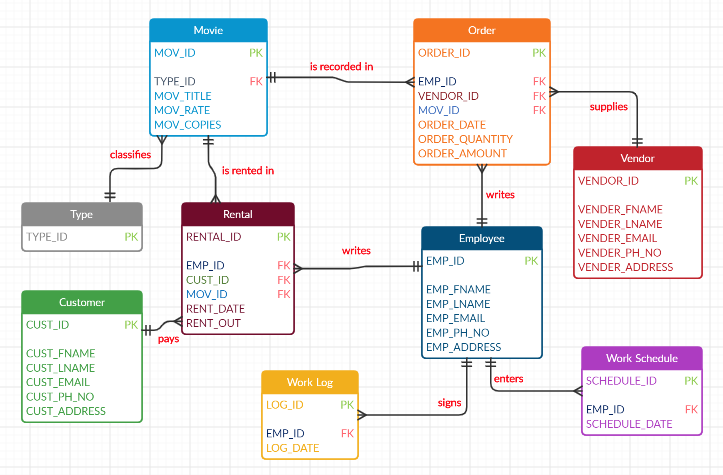 Movie
MOV_ID PK
TYPE_ID FK
MOV_TITLE
MOV_RATE
MOV_COPIES
is recorded in
Order
ORDER_ID PK
EMP_ID FK
VENDOR_ID FK
MOV_ID FK
ORDER_DATE
ORDER_QUANTITY
ORDER_AMOUNT
supplies
Vendor
VENDOR_ID PK
VENDER_FNAME
VENDER_LNAME
VENDER_EMAIL
VENDER_PH_NO
VENDER_ADDRESS
classifies
is rented in
writes
Type
TYPE_ID PK
Rental
RENTAL_ID PK
EMP_ID FK
CUST_ID FK
MOV_ID FK
RENT_DATE
RENT_OUT
writes
Employee
EMP_ID PK
EMP_FNAME
EMP_LNAME
EMP_EMAIL
EMP_PH_NO
EMP_ADDRESS
Customer
CUST_ID PK
CUST_FNAME
CUST_LNAME
CUST_EMAIL
CUST_PH_NO
CUST_ADDRESS
pays
Work Log
LOG_ID PK
EMP_ID FK
LOG_DATE
signs
enters
Work Schedule
SCHEDULE_ID PK
EMP_ID FK
SCHEDULE_DATE